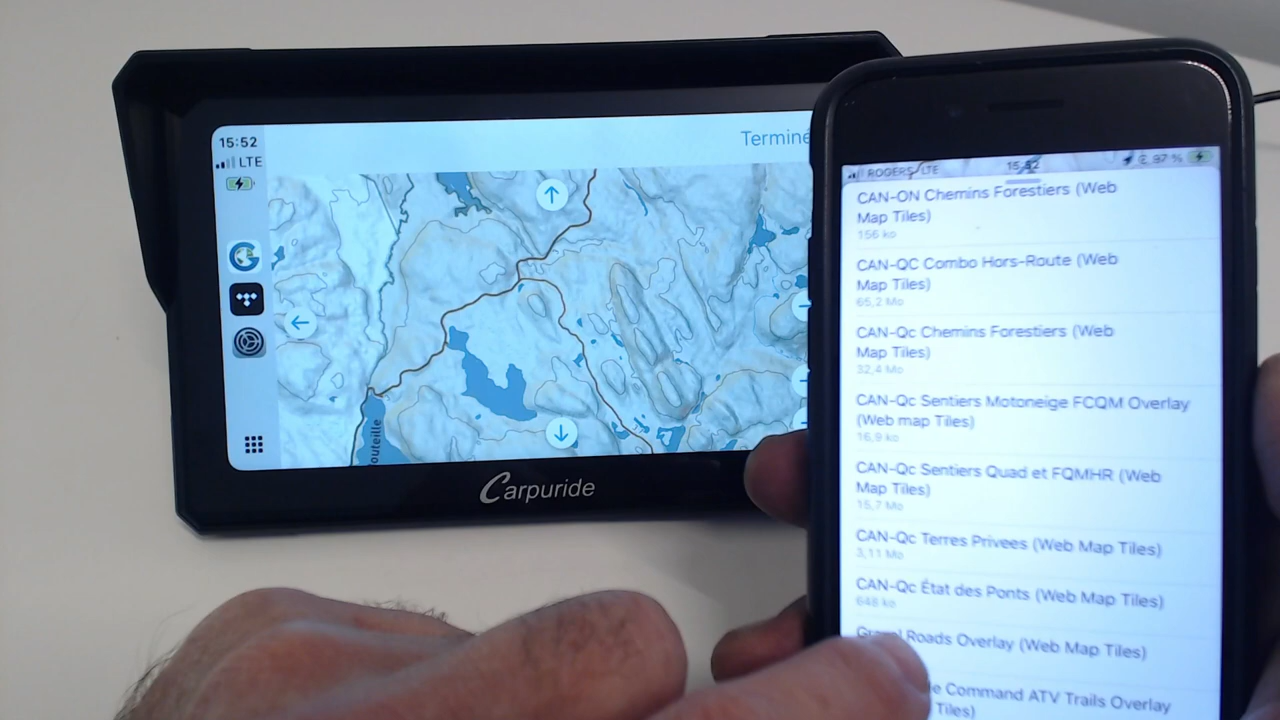 15:52
LTE
Terminé
outeille
Carpuride
ROGERS LTE
97 %
CAN-ON Chemins Forestiers (Web
Map Tiles)
156 ko
CAN-QC Combo Hors-Route (Web
Map Tiles)
65,2 Mo
CAN-Qc Chemins Forestiers (Web
Map Tiles)
32,4 Mo
CAN-Qc Sentiers Motoneige FCQM Overlay
(Web map Tiles)
16,9 ko
CAN-Qc Sentiers Quad et FQMHR (Web
Map Tiles)
15,7 Mo
CAN-Qc Terres Privees (Web Map Tiles)
3,11 Mo
CAN-Qc État des Ponts (Web Map Tiles)
648 ko
Roads Overlay (Web Map Tiles)
Command ATV Trails Overlay
Tiles)